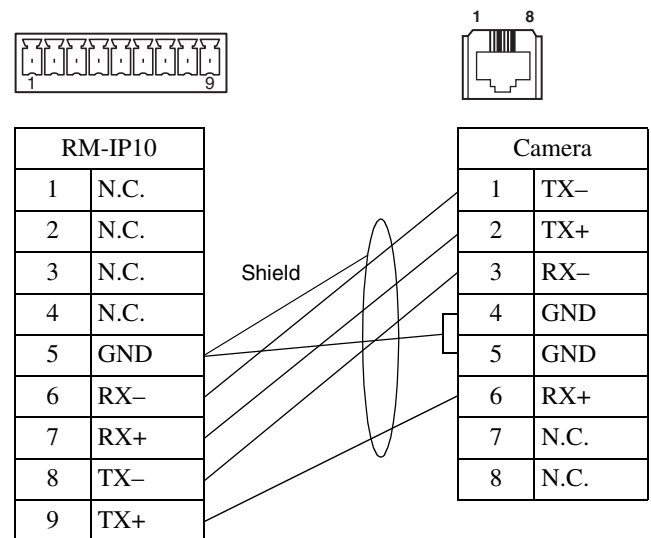 1 8
1 9
RM-IP10
1 N.C.
2 N.C.
3 N.C.
4 N.C.
5 GND
6 RX–
7 RX+
8 TX–
9 TX+
Shield
Camera
1 TX–
2 TX+
3 RX–
4 GND
5 GND
6 RX+
7 N.C.
8 N.C.